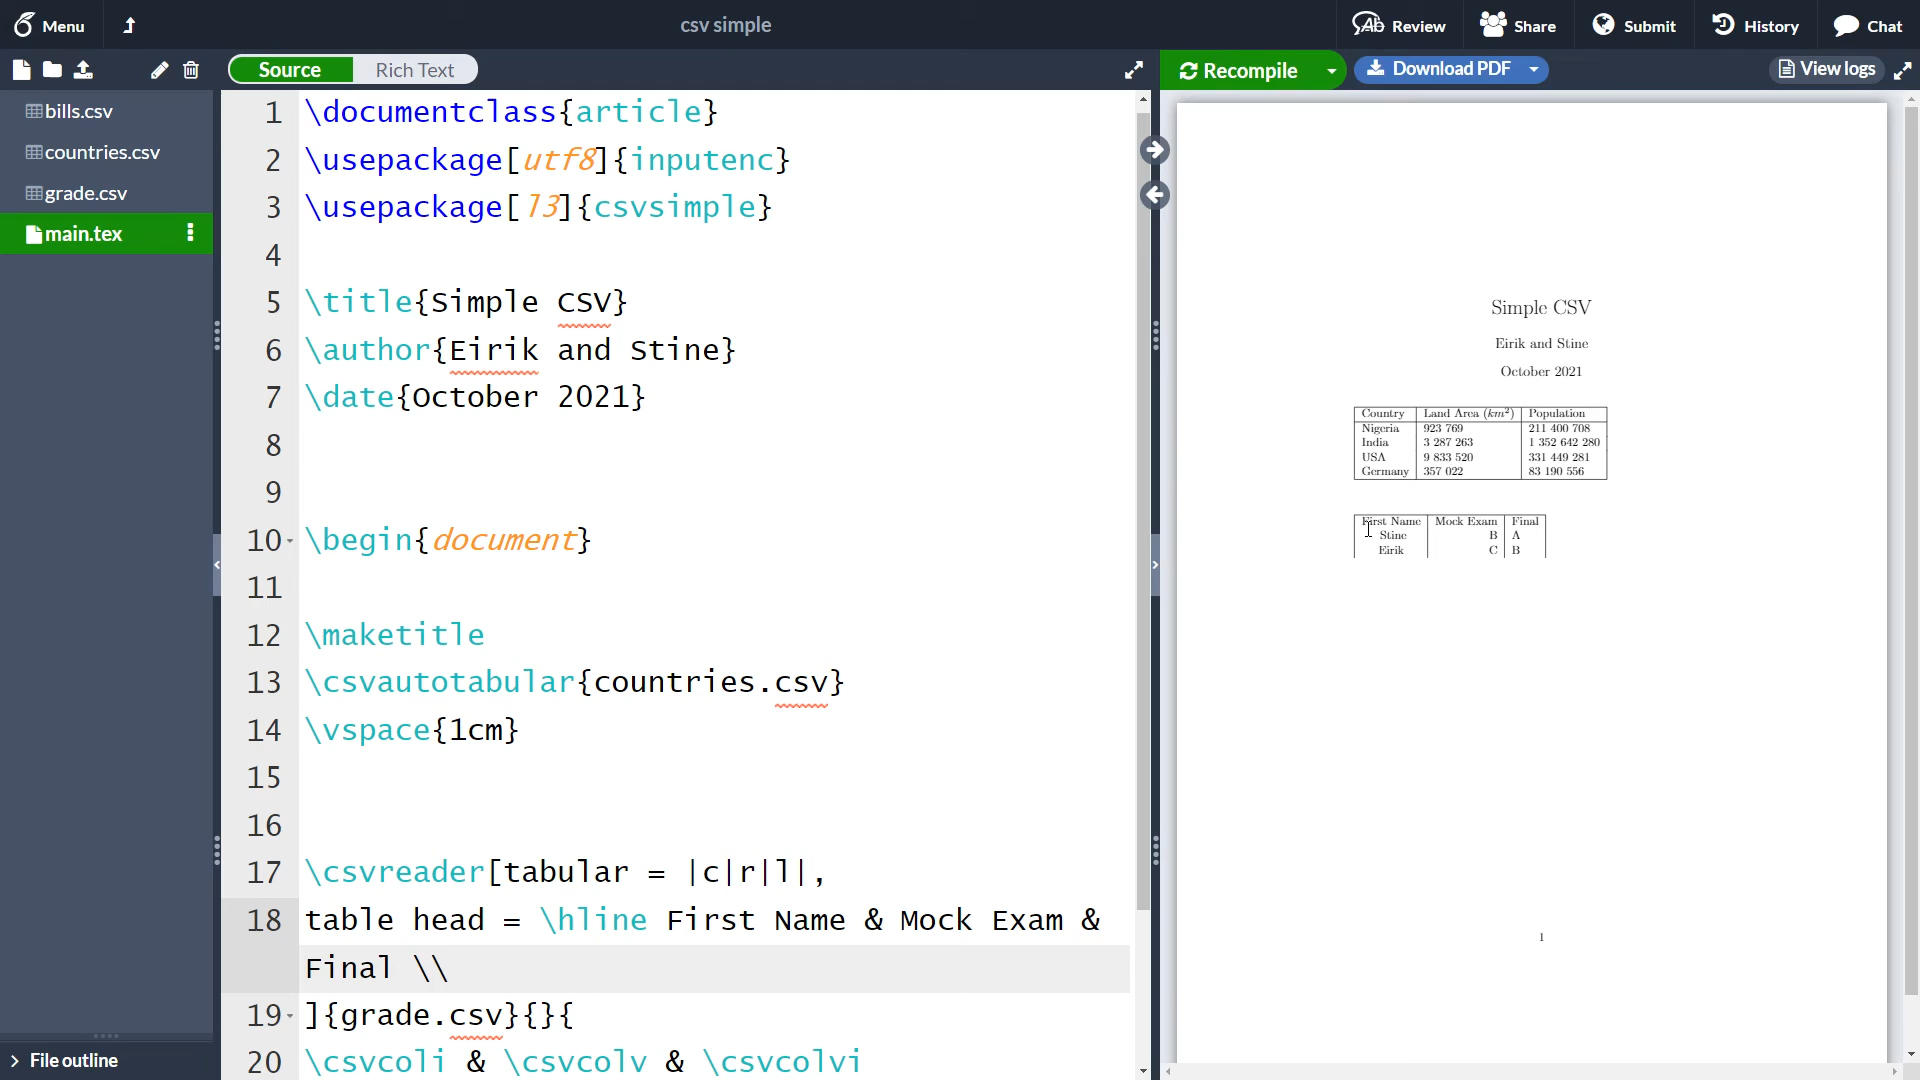 Menu
csv simple
Review
Share
Submit
History
Chat
Source
Rich Text
Recompile
Download PDF
View logs
bills.csv
countries.csv
grade.csv
main.tex
File outline
1 \documentclass{article}
2 \usepackage[utf8]{inputenc}
3 \usepackage[l3]{csvsimple}
4
5 \title{Simple CSV}
6 \author{Eirik and Stine}
7 \date{October 2021}
8
9
10 \begin{document}
11
12 \maketitle
13 \csvautotabular{countries.csv}
14 \vspace{1cm}
15
16
17 \csvreader[tabular = |c|r|l|,
18 table head = \hline First Name & Mock Exam &
Final \\
19 ]{grade.csv}{}{
20 \csvcoli & \csvcolv & \csvcolvi
Simple CSV
Eirik and Stine
October 2021
Country Land Area (km²) Population
Nigeria 923 769 211 400 708
India 3 287 263 1 352 642 280
USA 9 833 520 331 449 281
Germany 357 022 83 190 556
First Name Mock Exam Final
Stine B A
Eirik C B
1